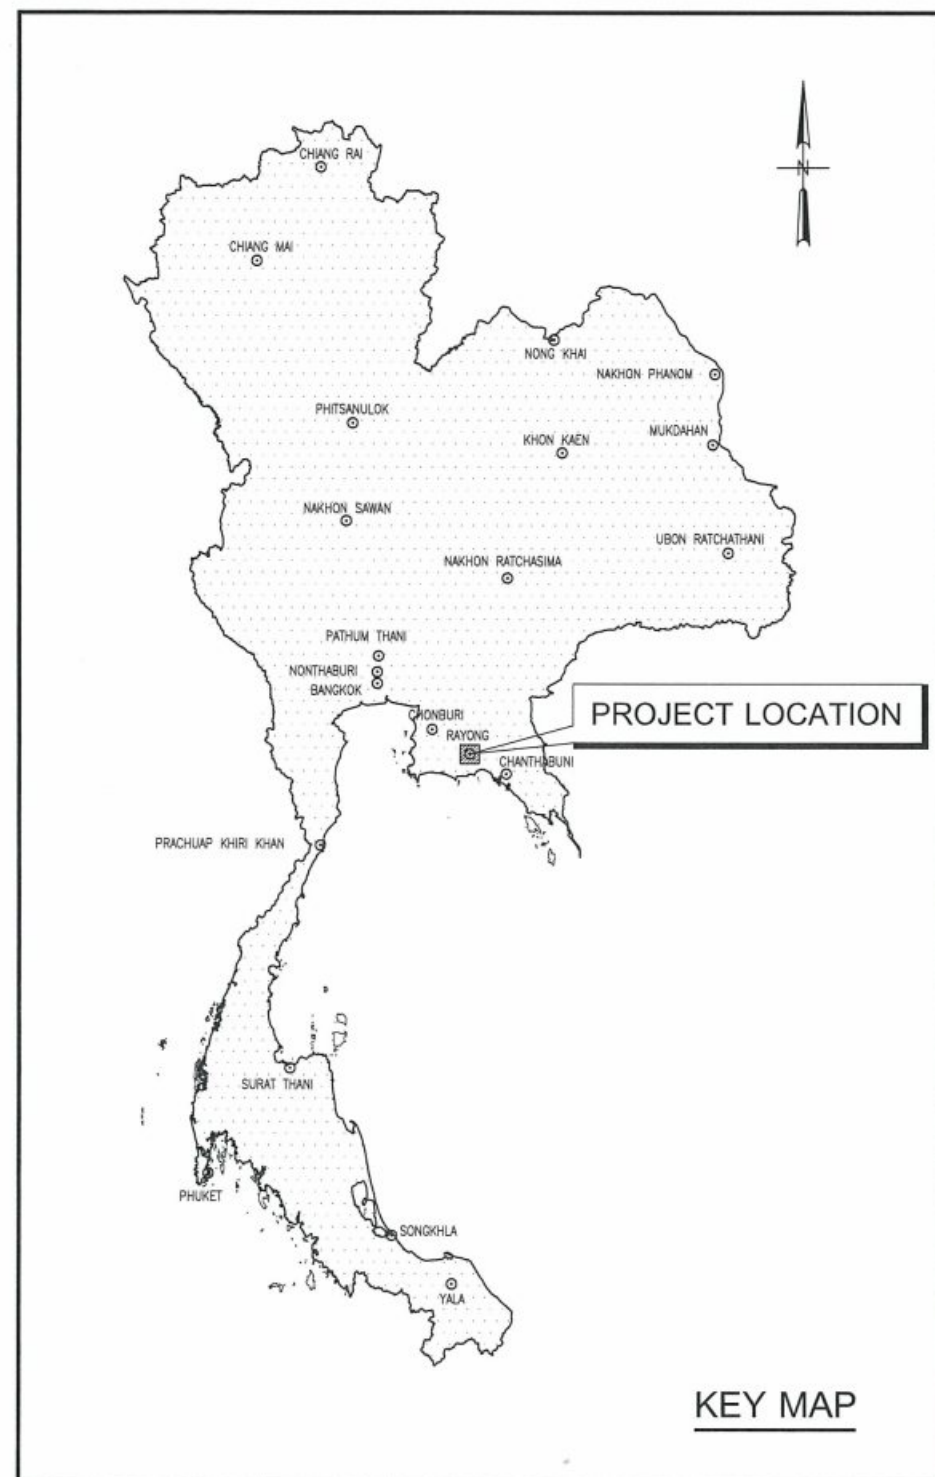 CHIANG RAI
N
CHIANG MAI
NONG KHAI
NAKHON PHANOM
PHITSANULOK
MUKDAHAN
KHON KAEN
NAKHON SAWAN
UBON RATCHATHANI
NAKHON RATCHASIMA
PATHUM THANI
NONTHABURI
BANGKOK
PROJECT LOCATION
CHONBURI
RAYONG
CHANTHABUNI
PRACHUAP KHIRI KHAN
SURAT THANI
PHUKET
SONGKHLA
YALA
KEY MAP